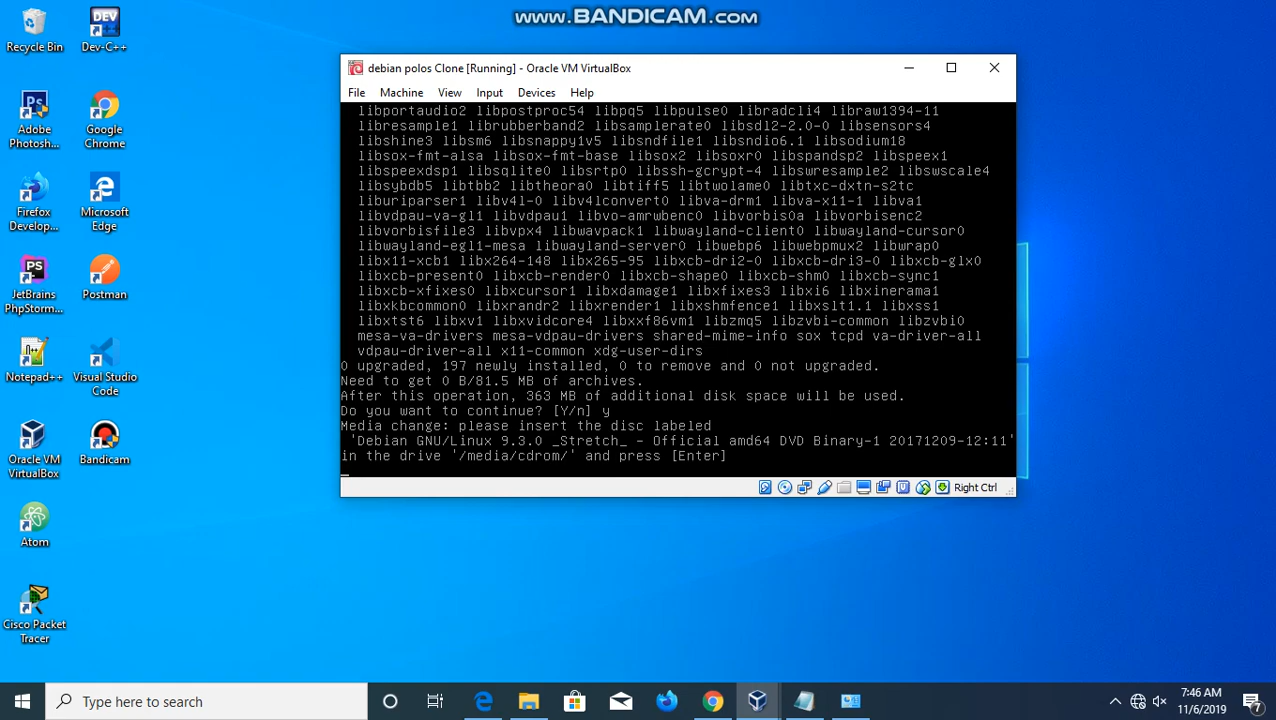 www.BANDICAM.com
Recycle Bin
Dev-C++
Adobe
Photosh...
Google
Chrome
Firefox
Develop...
Microsoft
Edge
JetBrains
PhpStorm...
Postman
Notepad++
Visual Studio
Code
Oracle VM
VirtualBox
Bandicam
Atom
Cisco Packet
Tracer
debian polos Clone [Running] - Oracle VM VirtualBox
File Machine View Input Devices Help
libportaudio2 libpostproc54 libpq5 libpulse0 libradcli4 libraw1394-11
libresample1 librubberband2 libsamplerate0 libsdl2-2.0-0 libsensors4
libshine3 libsm6 libsnappy1v5 libsndfile1 libsndio6.1 libsodium18
libsox-fmt-alsa libsox-fmt-base libsox2 libsoxr0 libspandsp2 libspeex1
libspeexdsp1 libsqlite0 libsrtp0 libssh-gcrypt-4 libswresample2 libswscale4
libsybdb5 libtbb2 libtheora0 libtiff5 libtwolame0 libtxc-dxtn-s2tc
liburiparser1 libv4l-0 libv4lconvert0 libva-drm1 libva-x11-1 libva1
libvdpau-va-gl1 libvdpau1 libvo-amrwbenc0 libvorbis0a libvorbisenc2
libvorbisfile3 libvpx4 libwavpack1 libwayland-client0 libwayland-cursor0
libwayland-egl1-mesa libwayland-server0 libwebp6 libwebpmux2 libwrap0
libx11-xcb1 libx264-148 libx265-95 libxcb-dri2-0 libxcb-dri3-0 libxcb-glx0
libxcb-present0 libxcb-render0 libxcb-shape0 libxcb-shm0 libxcb-sync1
libxcb-xfixes0 libxcursor1 libxdamage1 libxfixes3 libxi6 libxinerama1
libxkbcommon0 libxrandr2 libxrender1 libxshmfence1 libxslt1.1 libxss1
libxtst6 libxv1 libxvidcore4 libxxf86vm1 libzmq5 libzvbi-common libzvbi0
mesa-va-drivers mesa-vdpau-drivers shared-mime-info sox tcpd va-driver-all
vdpau-driver-all x11-common xdg-user-dirs
0 upgraded, 197 newly installed, 0 to remove and 0 not upgraded.
Need to get 0 B/81.5 MB of archives.
After this operation, 363 MB of additional disk space will be used.
Do you want to continue? [Y/n] y
Media change: please insert the disc labeled
'Debian GNU/Linux 9.3.0 _Stretch_ - Official amd64 DVD Binary-1 20171209-12:11'
in the drive '/media/cdrom/' and press [Enter]
Right Ctrl
Type here to search
7:46 AM
11/6/2019
7